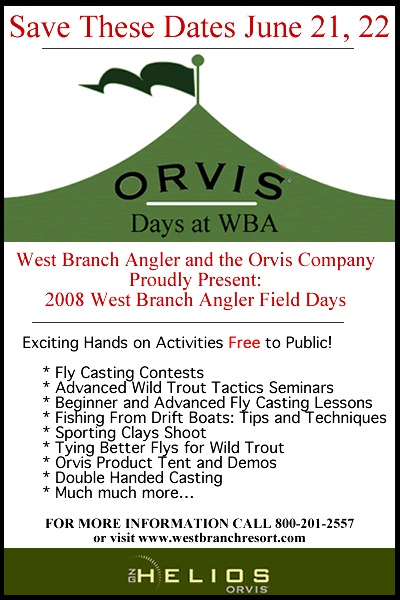 Save These Dates June 21, 22
ORVIS
Days at WBA
West Branch Angler and the Orvis Company
Proudly Present:
2008 West Branch Angler Field Days
Exciting Hands on Activities Free to Public!
* Fly Casting Contests
* Advanced Wild Trout Tactics Seminars
* Beginner and Advanced Fly Casting Lessons
* Fishing From Drift Boats: Tips and Techniques
* Sporting Clays Shoot
* Tying Better Flys for Wild Trout
* Orvis Product Tent and Demos
* Double Handed Casting
* Much much more...
FOR MORE INFORMATION CALL 800-201-2557
or visit www.westbranchresort.com
HELIOS
ORVIS